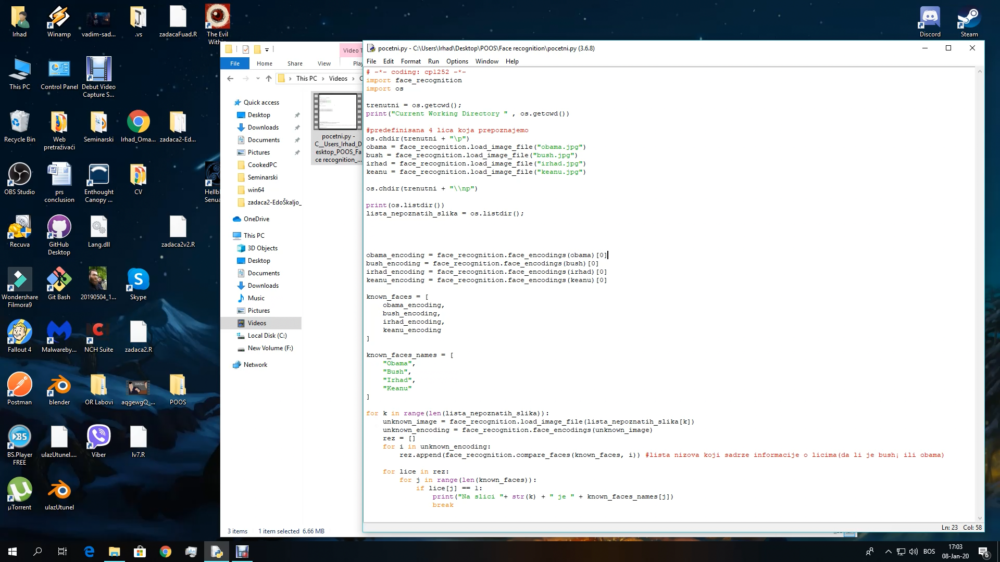 Irhad
Winamp
vadim-sad...
.vs
zadacaFuad.R
The Evil
Within
Discord
Steam
This PC
Control Panel
Debut Video
Capture S...
Recycle Bin
Web
pretraživaći
Seminarski
Irhad_Oma...
zadaca2-Ed...
OBS Studio
prs
conclusion
Enthought
Canopy ...
CV
Hellbl
Senua
Recuva
GitHub
Desktop
Lang.dll
zadaca2v2.R
Wondershare
Filmora9
Git Bash
20190504_1...
Skype
Fallout 4
Malwareby...
NCH Suite
zadaca2.R
Postman
blender
OR Labovi
aqgewgQ_...
POOS
BS.Player
FREE
ulazUtunel....
Viber
lv7.R
µTorrent
ulazUtunel
Video T
File
Home
Share
View
Play
This PC
Videos
Quick access
Desktop
Downloads
Documents
Pictures
CookedPC
Seminarski
win64
zadaca2-EdoŠkaljo_
OneDrive
This PC
3D Objects
Desktop
Documents
Downloads
Music
Pictures
Videos
Local Disk (C:)
New Volume (F:)
Network
pocetni.py -
C__Users_Irhad_D
esktop_POOS_Fa
ce recognition_...
3 items 1 item selected 6.66 MB
pocetni.py - C:\Users\Irhad\Desktop\POOS\Face recognition\pocetni.py (3.6.8)
File Edit Format Run Options Window Help
# -*- coding: cp1252 -*-
import face_recognition
import os
trenutni = os.getcwd();
print("Current Working Directory " , os.getcwd())
#predefinisana 4 lica koja prepoznajemo
os.chdir(trenutni + "\p")
obama = face_recognition.load_image_file("obama.jpg")
bush = face_recognition.load_image_file("bush.jpg")
irhad = face_recognition.load_image_file("irhad.jpg")
keanu = face_recognition.load_image_file("keanu.jpg")
os.chdir(trenutni + "\\np")
print(os.listdir())
lista_nepoznatih_slika = os.listdir();
obama_encoding = face_recognition.face_encodings(obama)[0]
bush_encoding = face_recognition.face_encodings(bush)[0]
irhad_encoding = face_recognition.face_encodings(irhad)[0]
keanu_encoding = face_recognition.face_encodings(keanu)[0]
known_faces = [
obama_encoding,
bush_encoding,
irhad_encoding,
keanu_encoding
]
known_faces_names = [
"Obama",
"Bush",
"Irhad",
"Keanu"
]
for k in range(len(lista_nepoznatih_slika)):
unknown_image = face_recognition.load_image_file(lista_nepoznatih_slika[k])
unknown_encoding = face_recognition.face_encodings(unknown_image)
rez = []
for i in unknown_encoding:
rez.append(face_recognition.compare_faces(known_faces, i)) #lista nizova koji sadrze informacije o licima(da li je bush¡ ili obama)
for lice in rez:
for j in range(len(known_faces)):
if lice[j] == 1:
print("Na slici "+ str(k) + " je " + known_faces_names[j])
break
Ln: 23 Col: 58
BOS
17:03
08-Jan-20
6